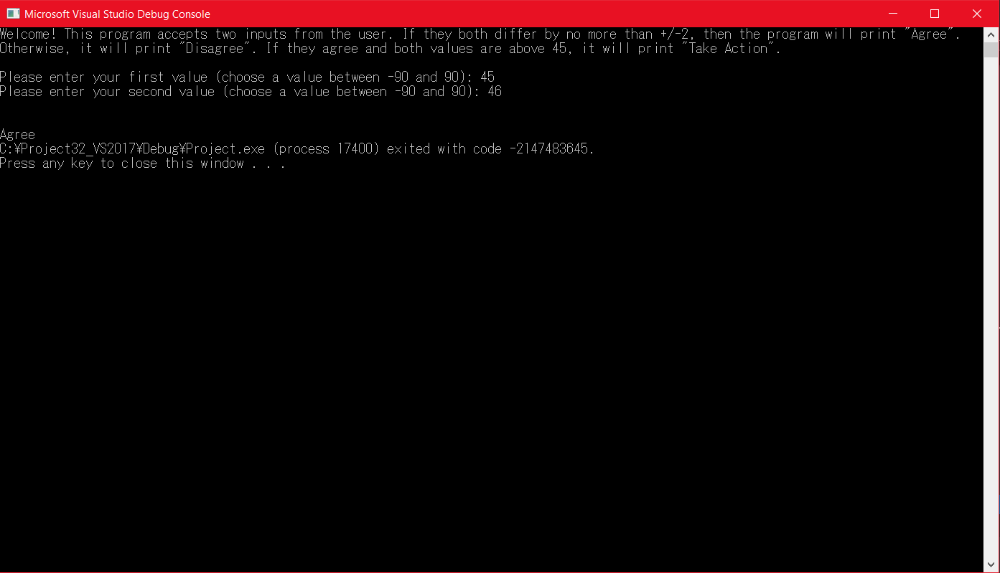 Microsoft Visual Studio Debug Console
Welcome! This program accepts two inputs from the user. If they both differ by no more than +/-2, then the program will print "Agree".
Otherwise, it will print "Disagree". If they agree and both values are above 45, it will print "Take Action".
Please enter your first value (choose a value between -90 and 90): 45
Please enter your second value (choose a value between -90 and 90): 46
Agree
C:¥Project32_VS2017¥Debug¥Project.exe (process 17400) exited with code -2147483645.
Press any key to close this window . . .